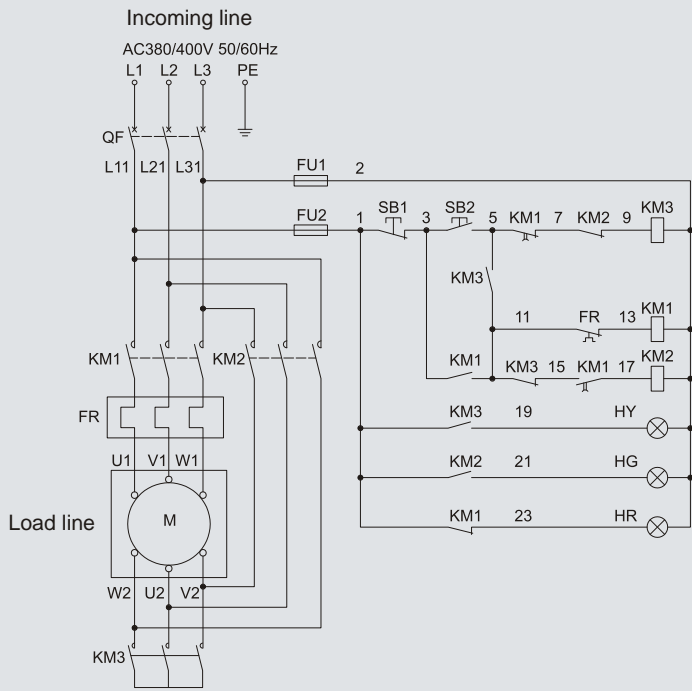 Incoming line
AC380/400V 50/60Hz
L1 L2 L3 PE
QF
L11 L21 L31
FU1 2
FU2 1 SB1 3 SB2 5 KM1 7 KM2 9 KM3
KM3
11 FR 13 KM1
KM1 KM2
KM1 KM3 15 KM1 17 KM2
FR
KM3 19 HY
U1 V1 W1
KM2 21 HG
Load line
M
KM1 23 HR
W2 U2 V2
KM3